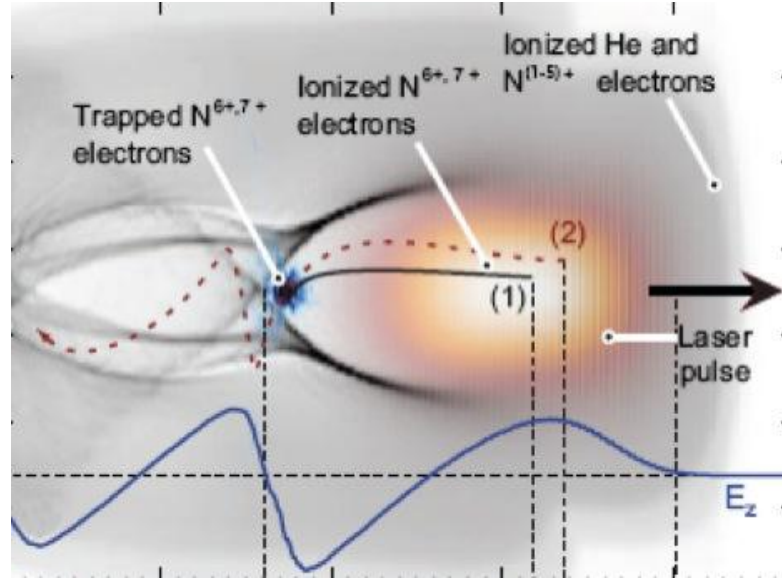 Ionized He and
N(1-5)+ electrons
Ionized N6+, 7+
electrons
Trapped N6+,7+
electrons
(2)
(1)
Laser
pulse
Ez